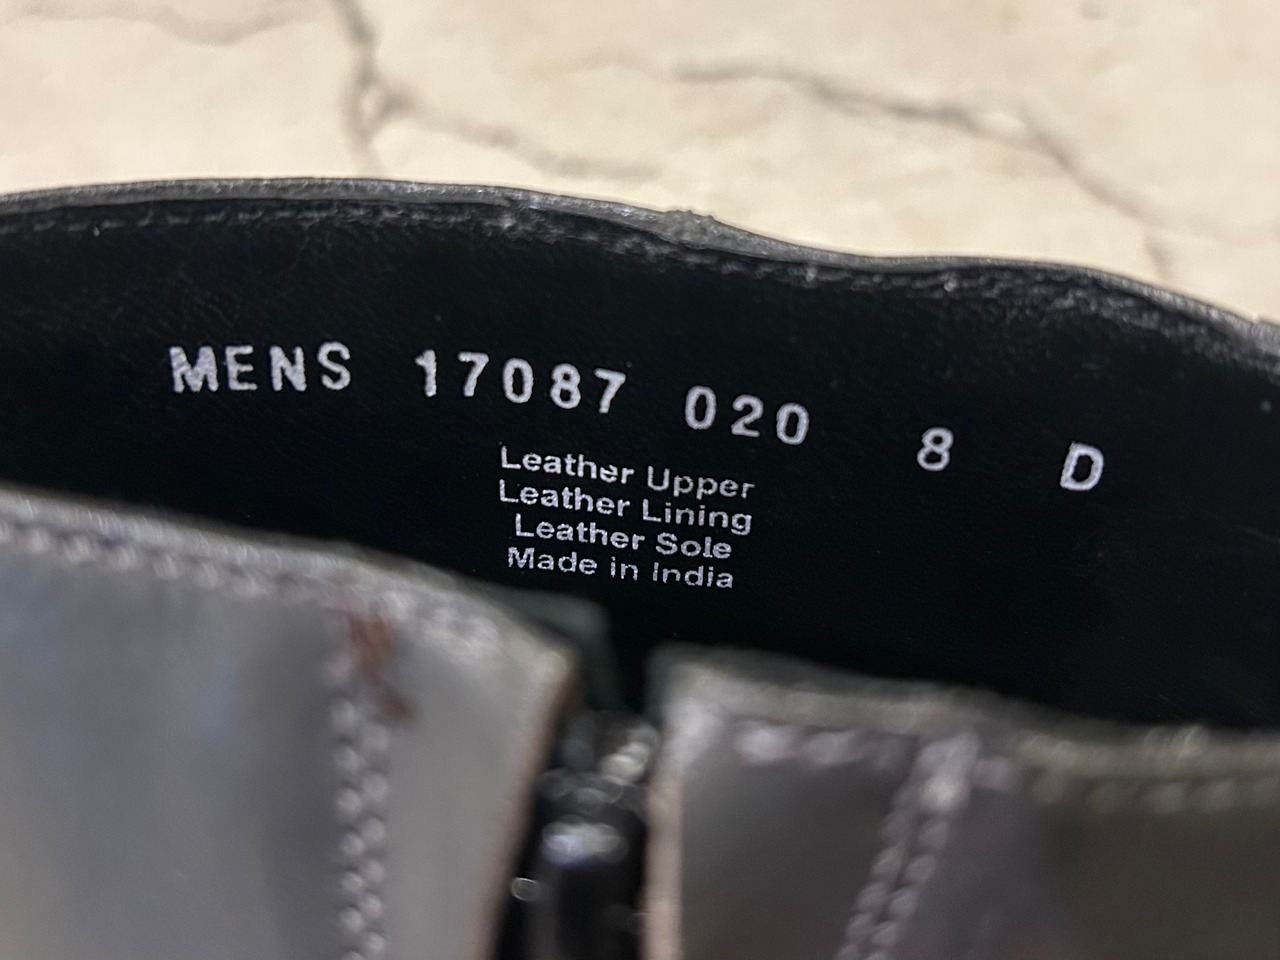 MENS 17087 020 8 D
Leather Upper
Leather Lining
Leather Sole
Made in India